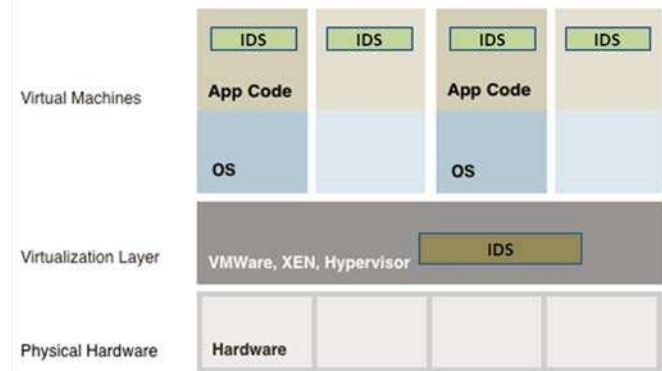 IDS IDS IDS IDS
Virtual Machines App Code App Code
OS OS
Virtualization Layer VMWare, XEN, Hypervisor IDS
Physical Hardware Hardware